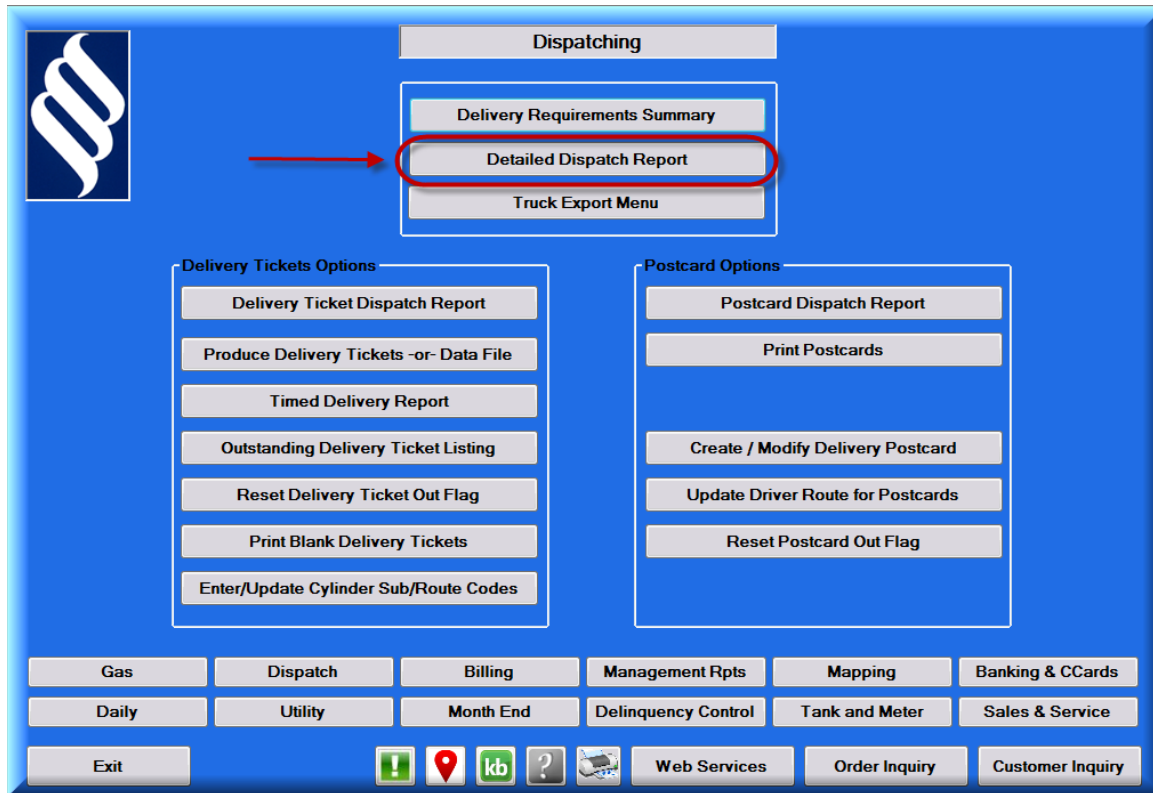 Dispatching
Delivery Requirements Summary
Detailed Dispatch Report
Truck Export Menu
Delivery Tickets Options
Delivery Ticket Dispatch Report
Produce Delivery Tickets -or- Data File
Timed Delivery Report
Outstanding Delivery Ticket Listing
Reset Delivery Ticket Out Flag
Print Blank Delivery Tickets
Enter/Update Cylinder Sub/Route Codes
Postcard Options
Postcard Dispatch Report
Print Postcards
Create / Modify Delivery Postcard
Update Driver Route for Postcards
Reset Postcard Out Flag
Gas Dispatch Billing Management Rpts Mapping Banking & CCards
Daily Utility Month End Delinquency Control Tank and Meter Sales & Service
Exit ! kb ? Web Services Order Inquiry Customer Inquiry